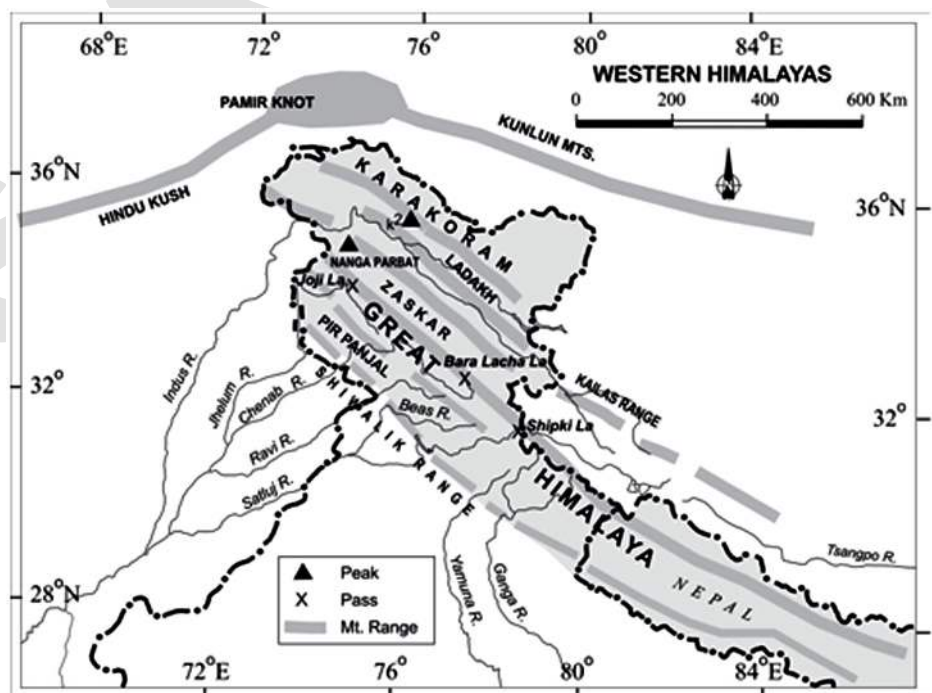 68°E 72° 76° 80° 84°E
WESTERN HIMALAYAS
0 200 400 600 Km
PAMIR KNOT
KUNLUN MTS.
N
36°N
HINDU KUSH
36°N
KARAKORAM
K2
LADAKH
NANGA PARBAT
Joji La
ZASKAR
GREAT
PIR PANJAL
Bara Lacha La
32°
KAILAS RANGE
32°
Indus R.
Jhelum R.
Chenab R.
Beas R.
Shipki La
SHIWALIK RANGE
Ravi R.
Satluj R.
HIMALAYA
Tsangpo R.
NEPAL
Yamuna R.
Ganga R.
28°N
Peak
X Pass
Mt. Range
72°E 76° 80° 84°E